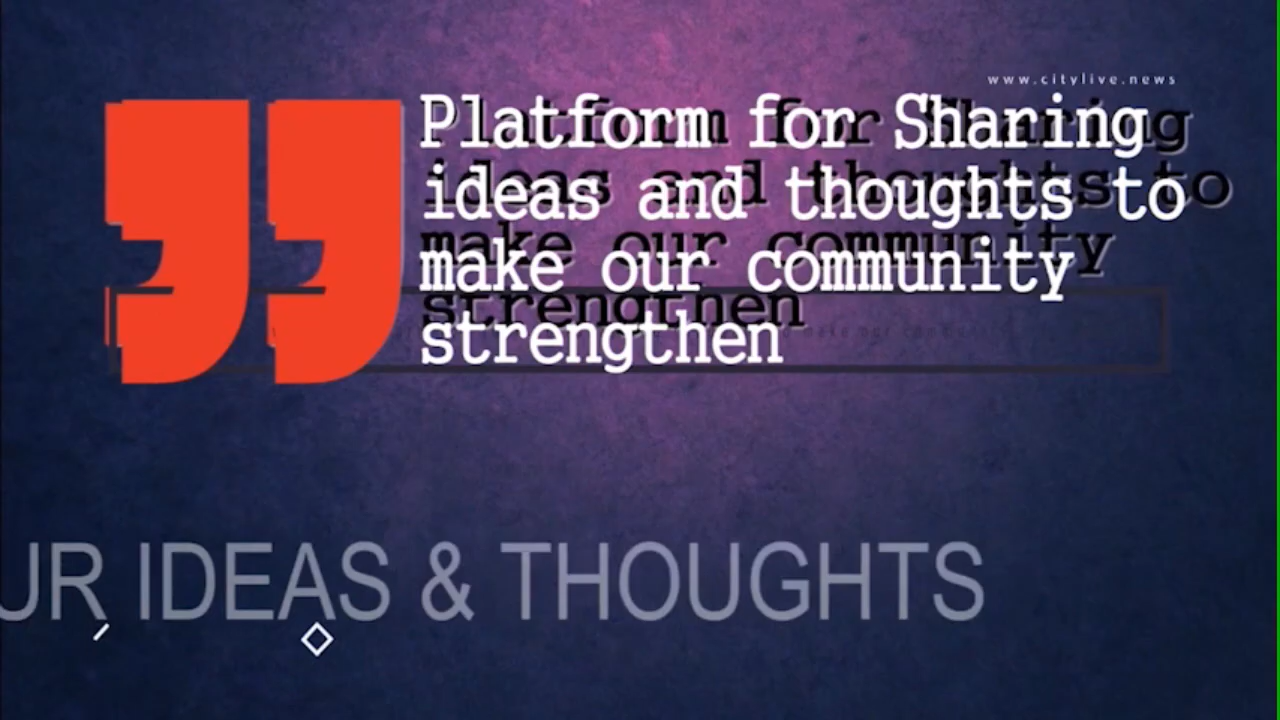 www.citylive.news
Platform for Sharing
ideas and thoughts to
make our community
strengthen
UR IDEAS & THOUGHTS